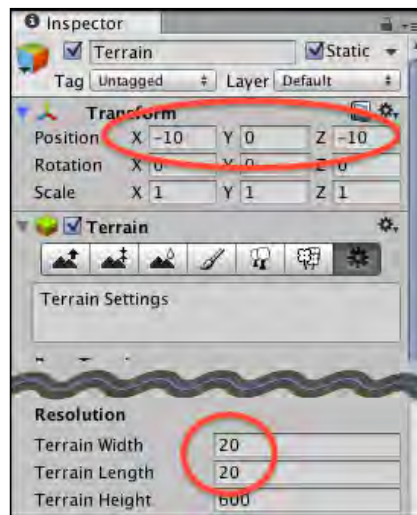 Inspector
Terrain Static
Tag Untagged Layer Default
Transform
Position X -10 Y 0 Z -10
Rotation X 0 Y 0 Z 0
Scale X 1 Y 1 Z 1
Terrain
Terrain Settings
Resolution
Terrain Width 20
Terrain Length 20
Terrain Height 600